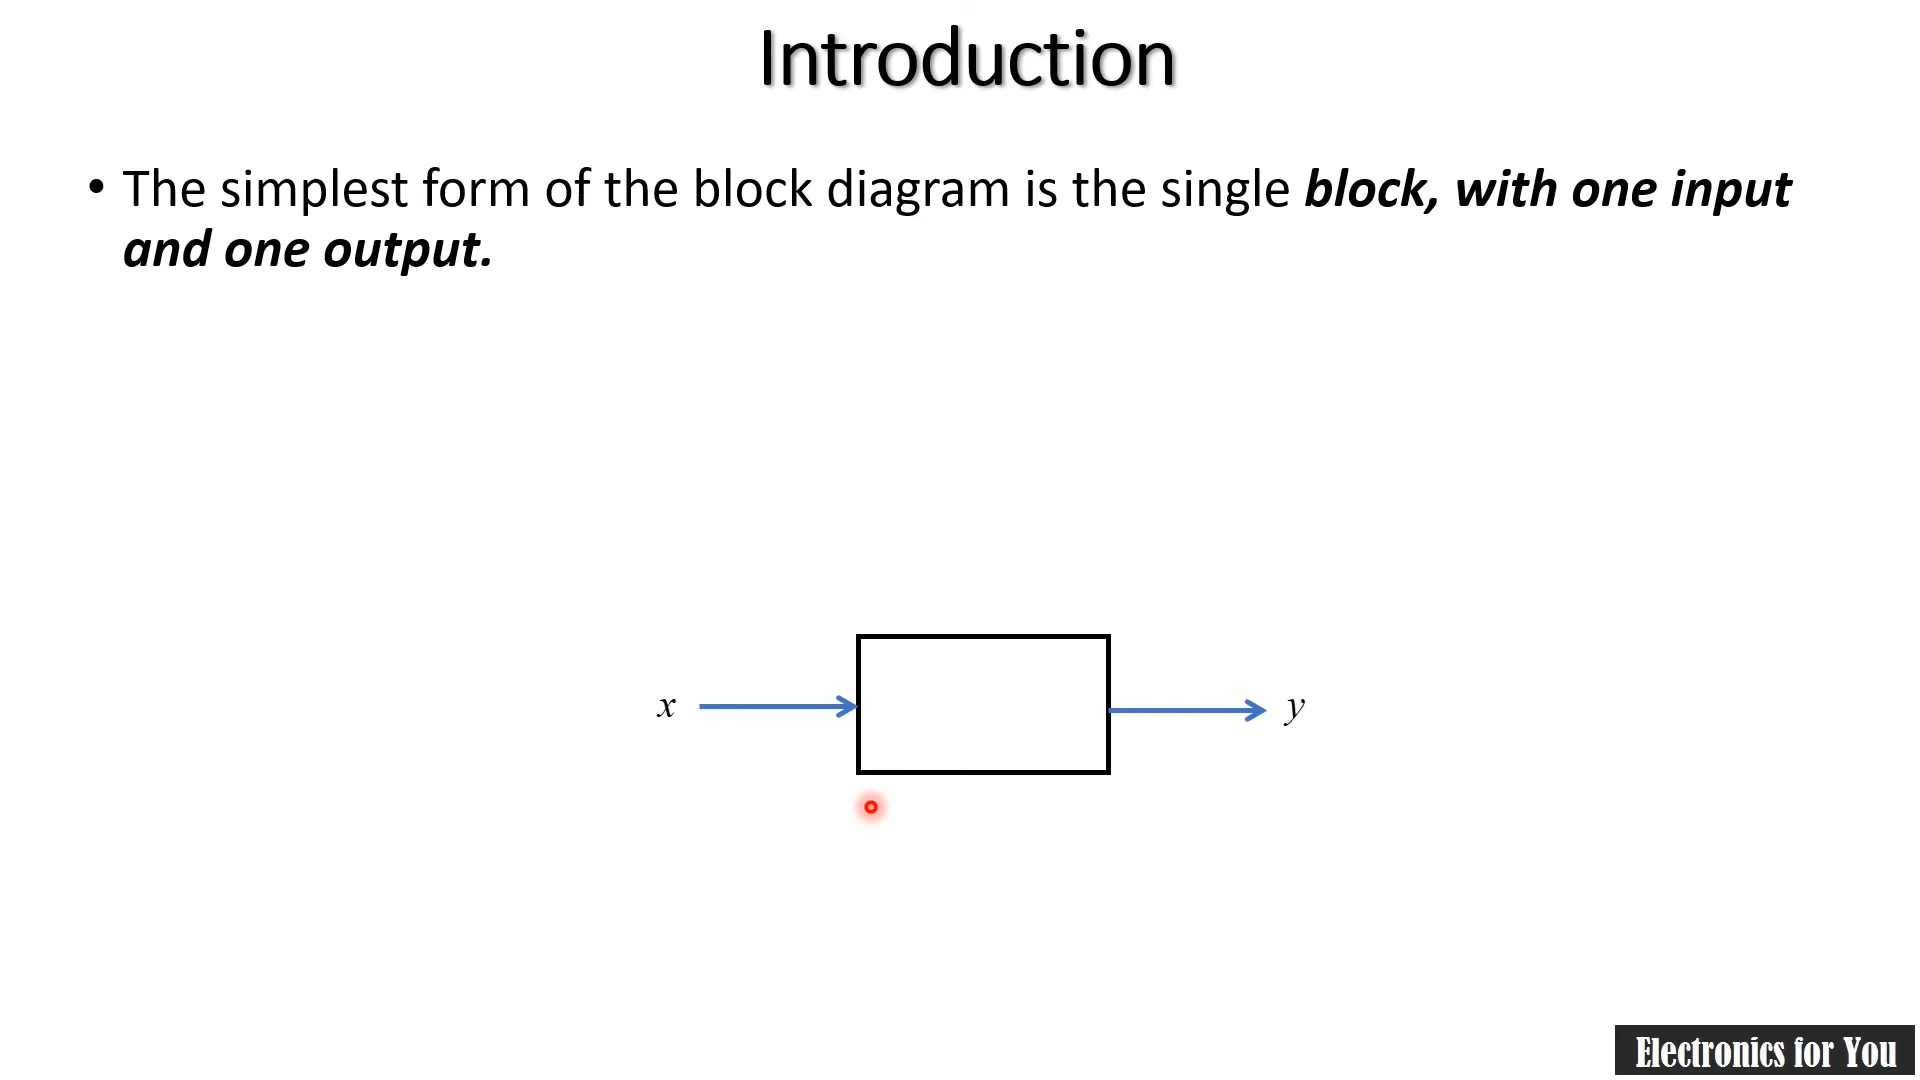 Introduction
• The simplest form of the block diagram is the single block, with one input
and one output.
x
y
Electronics for You